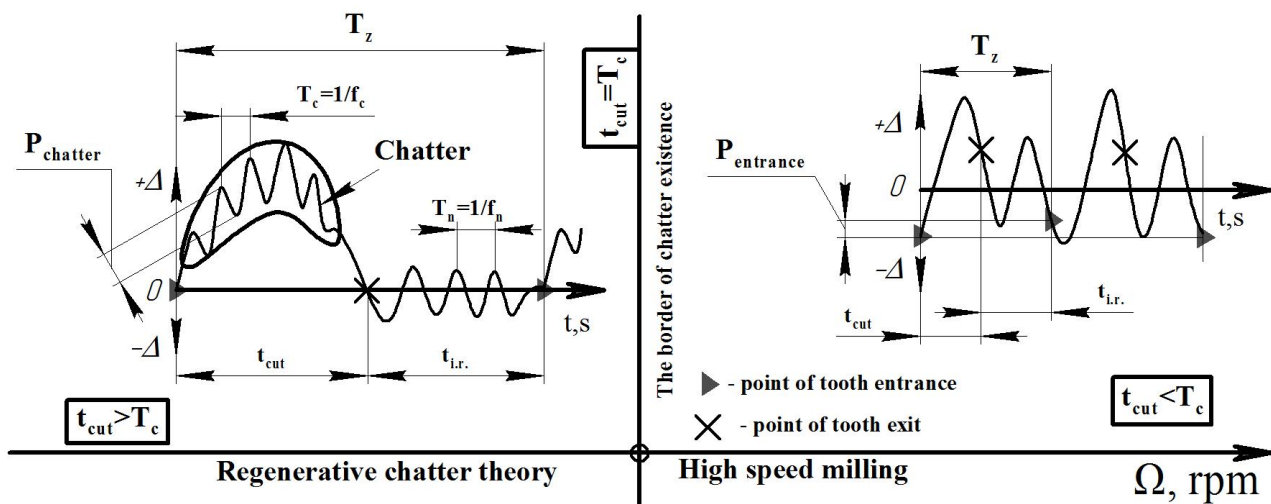 T_z
T_c=1/f_c
P_chatter
Chatter
+Δ
T_n=1/f_n
0
t,s
-Δ
t_cut
t_i.r.
t_cut>T_c
Regenerative chatter theory
t_cut=T_c
The border of chatter existence
T_z
+Δ
P_entrance
0
t,s
-Δ
t_cut
t_i.r.
- point of tooth entrance
- point of tooth exit
t_cut<T_c
High speed milling
Ω, rpm